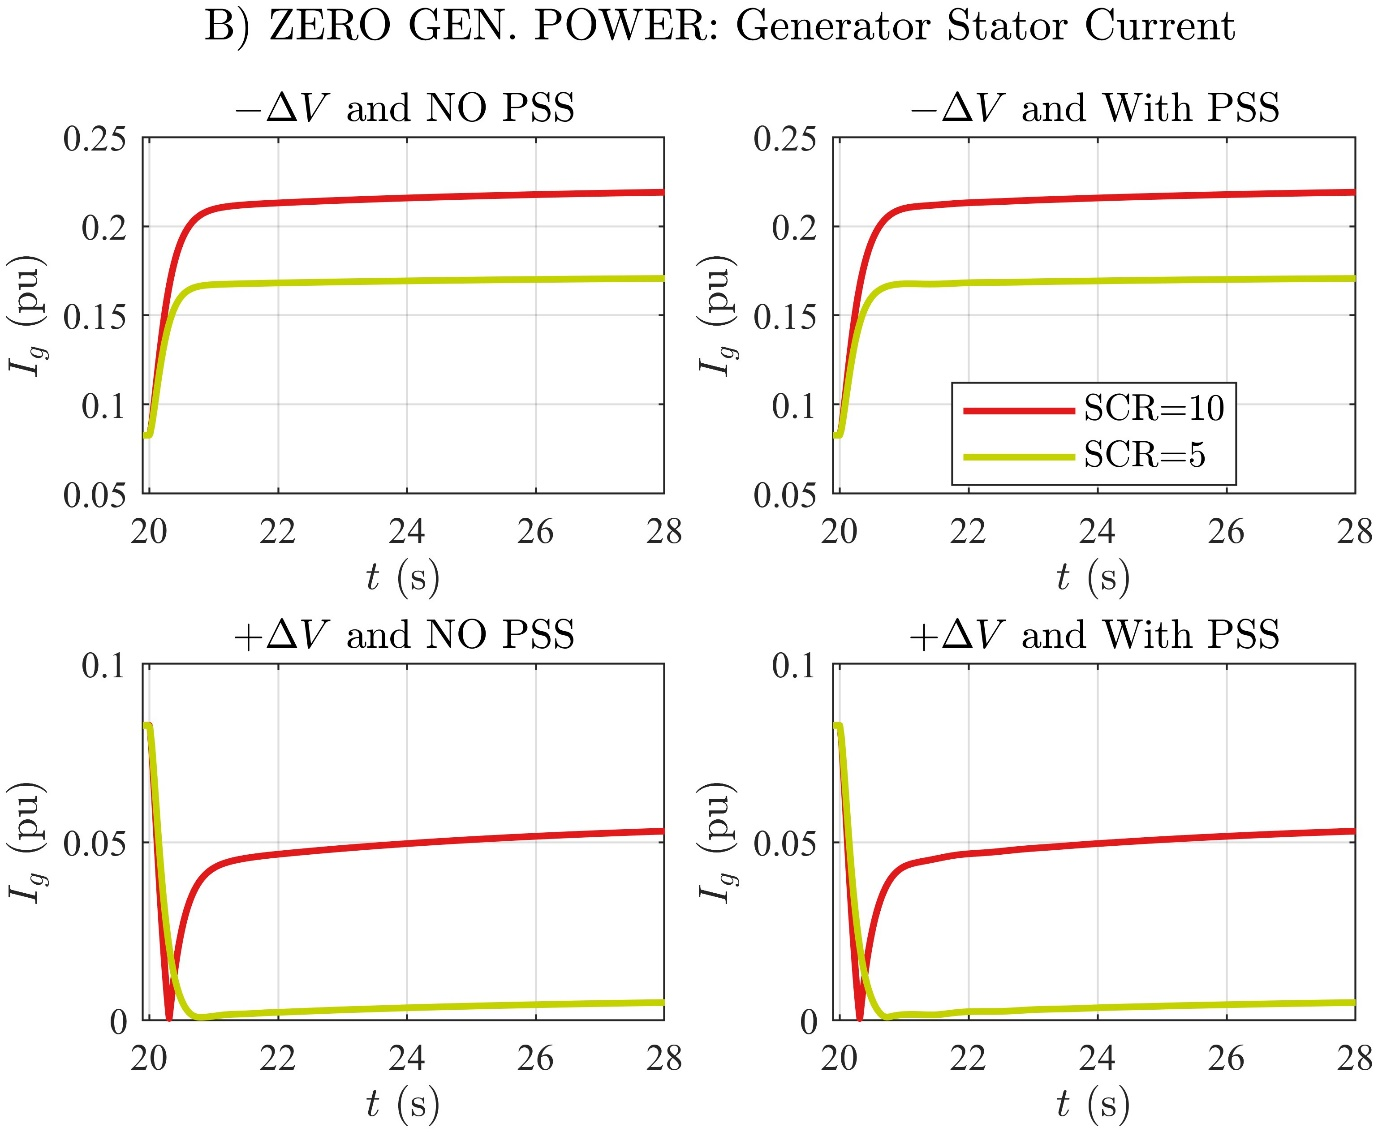 B) ZERO GEN. POWER: Generator Stator Current
−ΔV and NO PSS
0.25
0.2
0.15
0.1
0.05
I_g (pu)
20 22 24 26 28
t (s)
−ΔV and With PSS
0.25
0.2
0.15
0.1
0.05
I_g (pu)
SCR=10
SCR=5
20 22 24 26 28
t (s)
+ΔV and NO PSS
0.1
0.05
0
I_g (pu)
20 22 24 26 28
t (s)
+ΔV and With PSS
0.1
0.05
0
I_g (pu)
20 22 24 26 28
t (s)